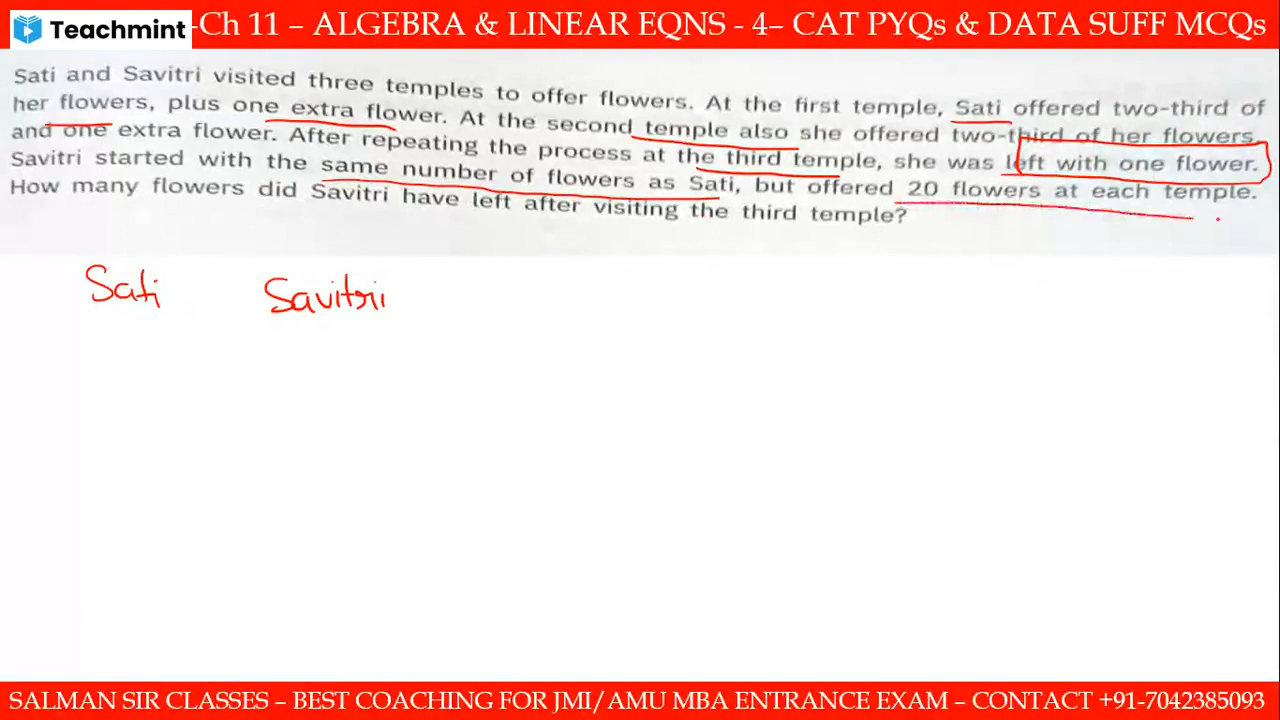 Teachmint -Ch 11 – ALGEBRA & LINEAR EQNS - 4– CAT PYQs & DATA SUFF MCQs
Sati and Savitri visited three temples to offer flowers. At the first temple, Sati offered two-third of
her flowers, plus one extra flower. At the second temple also she offered two-third of her flowers
and one extra flower. After repeating the process at the third temple, she was left with one flower.
Savitri started with the same number of flowers as Sati, but offered 20 flowers at each temple.
How many flowers did Savitri have left after visiting the third temple?
Sati Savitrii
SALMAN SIR CLASSES – BEST COACHING FOR JMI/AMU MBA ENTRANCE EXAM – CONTACT +91-7042385093